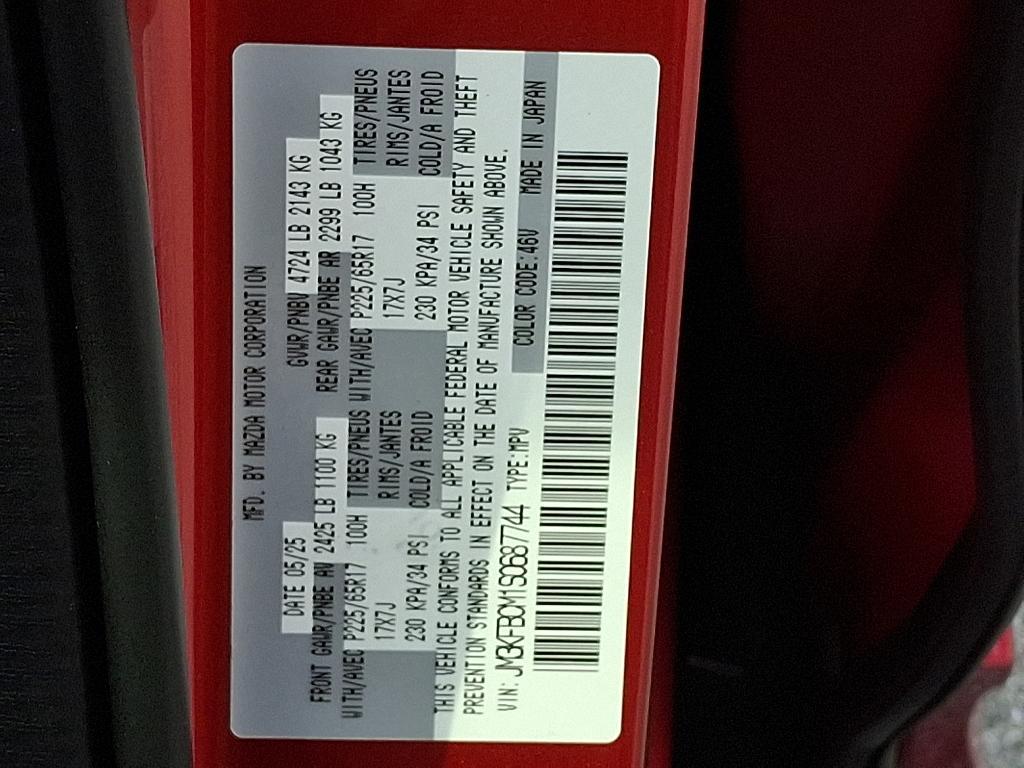 MFD. BY MAZDA MOTOR CORPORATION
DATE 05/25 GVWR/PNBV 4724 LB 2143 KG
FRONT GAWR/PNBE AV 2425 LB 1100 KG REAR GAWR/PNBE AR 2299 LB 1043 KG
WITH/AVEC P225/65R17 100H TIRES/PNEUS WITH/AVEC P225/65R17 100H TIRES/PNEUS
17X7J RIMS/JANTES 17X7J RIMS/JANTES
230 KPA/34 PSI COLD/A FROID 230 KPA/34 PSI COLD/A FROID
THIS VEHICLE CONFORMS TO ALL APPLICABLE FEDERAL MOTOR VEHICLE SAFETY AND THEFT
PREVENTION STANDARDS IN EFFECT ON THE DATE OF MANUFACTURE SHOWN ABOVE.
VIN: JM3KFBCM1S0687744 TYPE:MPV COLOR CODE:46V MADE IN JAPAN